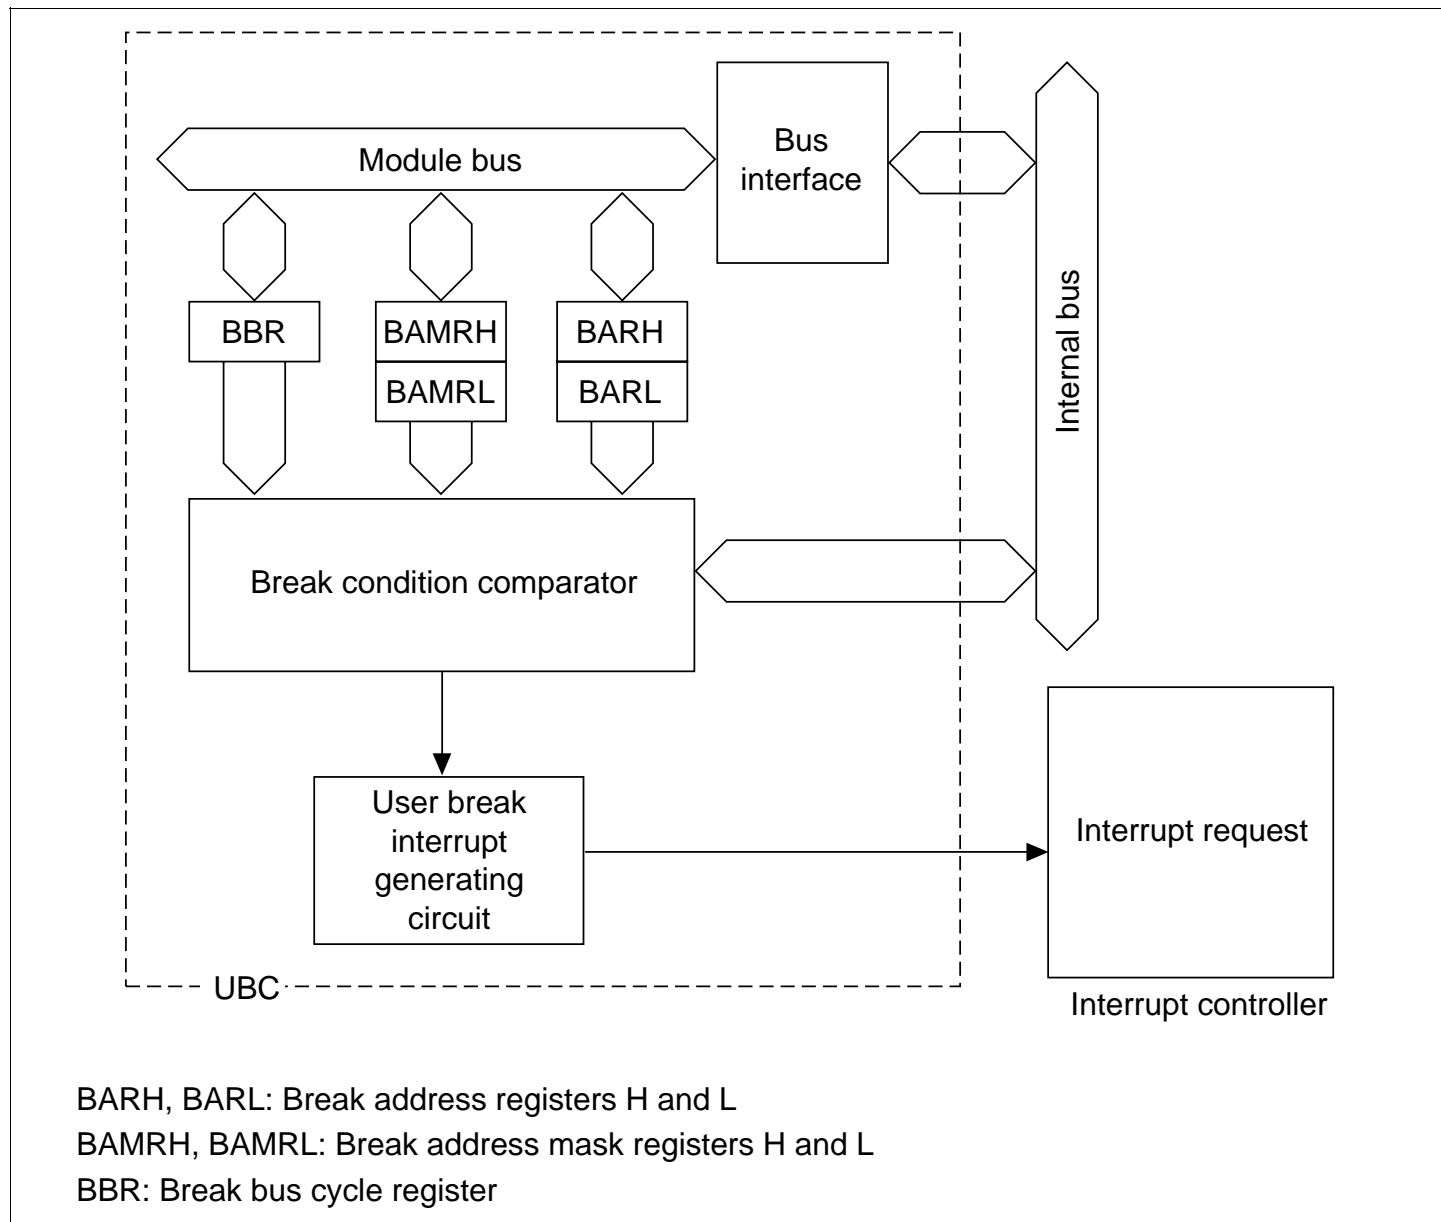 Module bus
Bus
interface
Internal bus
BBR
BAMRH
BARH
BAMRL
BARL
Break condition comparator
User break
interrupt
generating
circuit
Interrupt request
UBC
Interrupt controller
BARH, BARL: Break address registers H and L
BAMRH, BAMRL: Break address mask registers H and L
BBR: Break bus cycle register